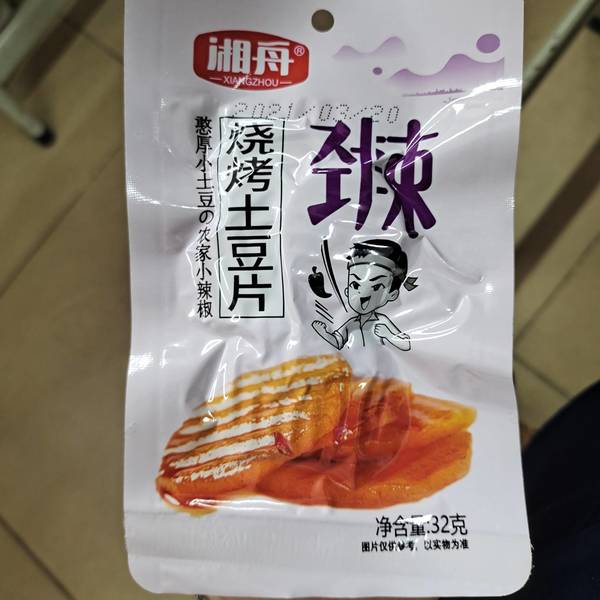 湘舟®
XIANGZHOU
2021/03/20
劲辣
烧烤土豆片
憨厚小土豆の农家小辣椒
净含量:32克
图片仅供参考，以实物为准